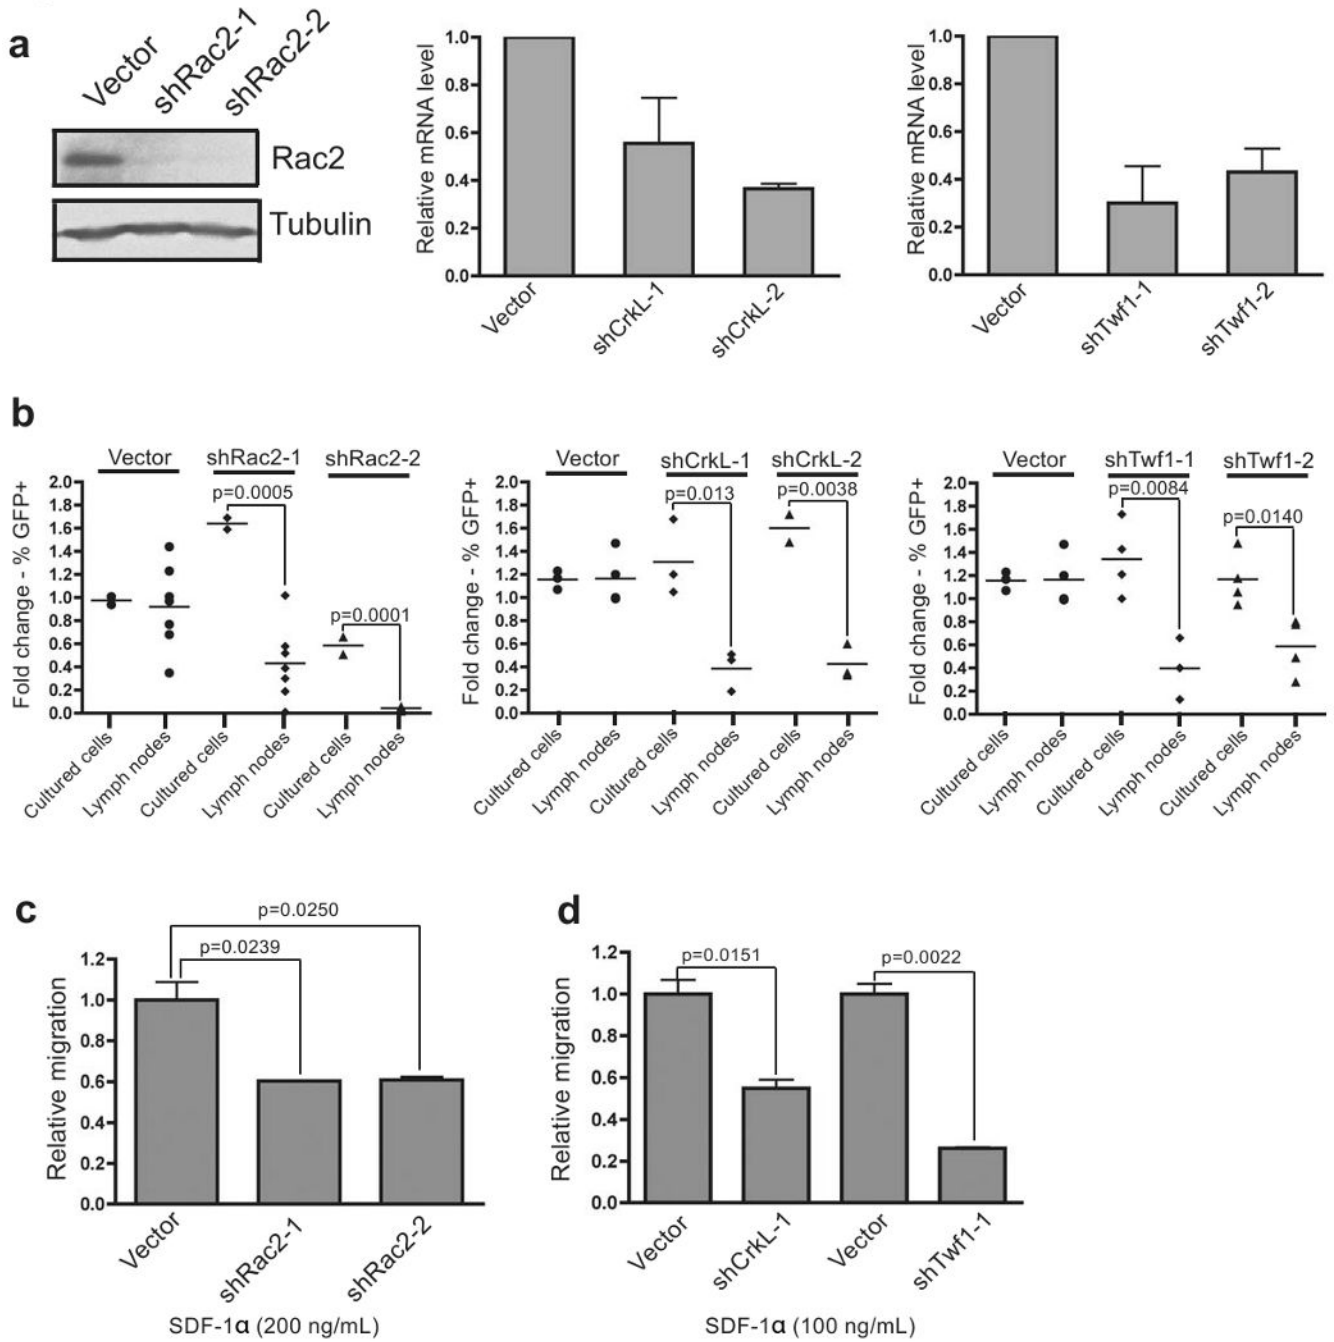 a
Vector
shRac2-1
shRac2-2
Rac2
Tubulin
Relative mRNA level
1.0
0.8
0.6
0.4
0.2
0.0
Vector
shCrkL-1
shCrkL-2
Relative mRNA level
1.0
0.8
0.6
0.4
0.2
0.0
Vector
shTwf1-1
shTwf1-2
b
Vector
shRac2-1
shRac2-2
Fold change - % GFP+
2.0
1.8
1.6
1.4
1.2
1.0
0.8
0.6
0.4
0.2
0.0
p=0.0005
p=0.0001
Cultured cells
Lymph nodes
Cultured cells
Lymph nodes
Cultured cells
Lymph nodes
Vector
shCrkL-1
shCrkL-2
Fold change - % GFP+
2.0
1.8
1.6
1.4
1.2
1.0
0.8
0.6
0.4
0.2
0.0
p=0.013
p=0.0038
Cultured cells
Lymph nodes
Cultured cells
Lymph nodes
Cultured cells
Lymph nodes
Vector
shTwf1-1
shTwf1-2
Fold change - % GFP+
2.0
1.8
1.6
1.4
1.2
1.0
0.8
0.6
0.4
0.2
0.0
p=0.0084
p=0.0140
Cultured cells
Lymph nodes
Cultured cells
Lymph nodes
Cultured cells
Lymph nodes
c
p=0.0250
p=0.0239
Relative migration
1.2
1.0
0.8
0.6
0.4
0.2
0.0
Vector
shRac2-1
shRac2-2
SDF-1α (200 ng/mL)
d
p=0.0151
p=0.0022
Relative migration
1.2
1.0
0.8
0.6
0.4
0.2
0.0
Vector
shCrkL-1
Vector
shTwf1-1
SDF-1α (100 ng/mL)